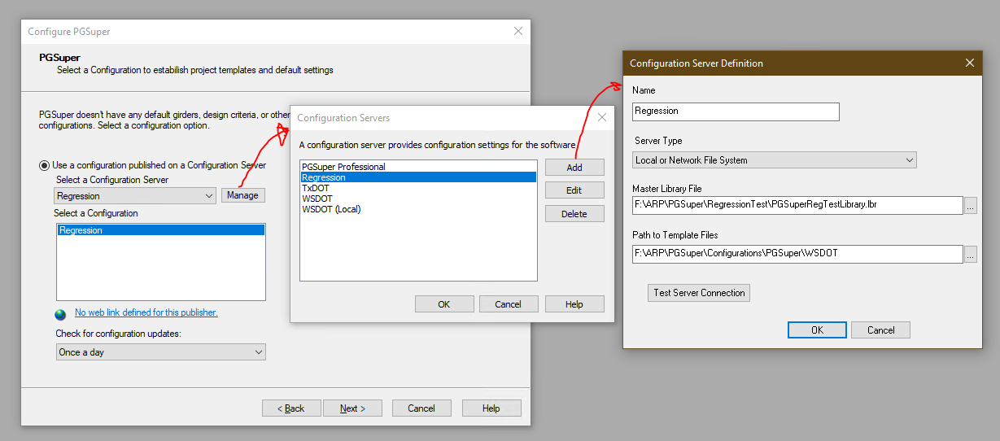 Configure PGSuper
PGSuper
Select a Configuration to estabilish project templates and default settings
PGSuper doesn't have any default girders, design criteria, or other
configurations. Select a configuration option.
Use a configuration published on a Configuration Server
Select a Configuration Server
Regression
Manage
Select a Configuration
Regression
No web link defined for this publisher.
Check for configuration updates:
Once a day
< Back
Next >
Cancel
Help
Configuration Servers
A configuration server provides configuration settings for the software
PGSuper Professional
Regression
TxDOT
WSDOT
WSDOT (Local)
Add
Edit
Delete
OK
Cancel
Help
Configuration Server Definition
Name
Regression
Server Type
Local or Network File System
Master Library File
F:\ARP\PGSuper\RegressionTest\PGSuperRegTestLibrary.lbr
...
Path to Template Files
F:\ARP\PGSuper\Configurations\PGSuper\WSDOT
...
Test Server Connection
OK
Cancel